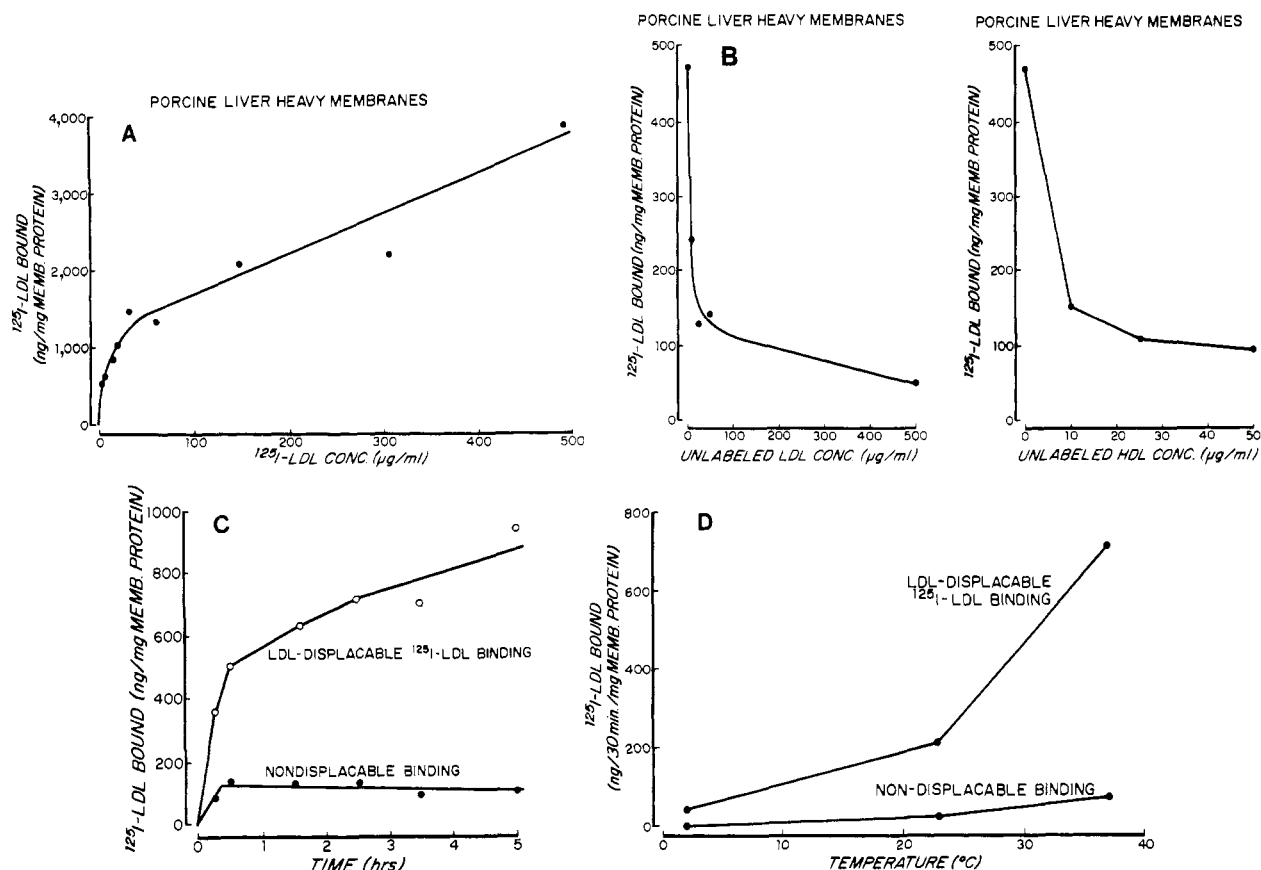 PORCINE LIVER HEAVY MEMBRANES
A
4,000
3,000
2,000
1,000
0
125I-LDL BOUND
(ng/mg MEMB. PROTEIN)
0 100 200 300 400 500
125I-LDL CONC. (µg/ml)
PORCINE LIVER HEAVY MEMBRANES
B
500
400
300
200
100
0
125I-LDL BOUND (ng/mg MEMB. PROTEIN)
0 100 200 300 400 500
UNLABELED LDL CONC. (µg/ml)
PORCINE LIVER HEAVY MEMBRANES
500
400
300
200
100
0
125I-LDL BOUND (ng/mg MEMB. PROTEIN)
0 10 20 30 40 50
UNLABELED HDL CONC. (µg/ml)
C
1000
800
600
400
200
0
125I-LDL BOUND (ng/mg MEMB. PROTEIN)
LDL-DISPLACABLE 125I-LDL BINDING
NONDISPLACABLE BINDING
0 1 2 3 4 5
TIME (hrs)
D
800
600
400
200
0
125I-LDL BOUND
(ng/30 min./mg MEMB. PROTEIN)
LDL-DISPLACABLE
125I-LDL BINDING
NON-DISPLACABLE BINDING
0 10 20 30 40
TEMPERATURE (°C)